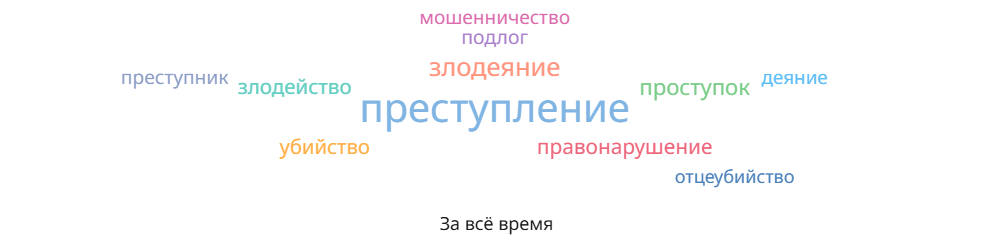 мошенничество
подлог
злодеяние
преступник
злодейство
проступок
деяние
преступление
убийство
правонарушение
отцеубийство
За всё время